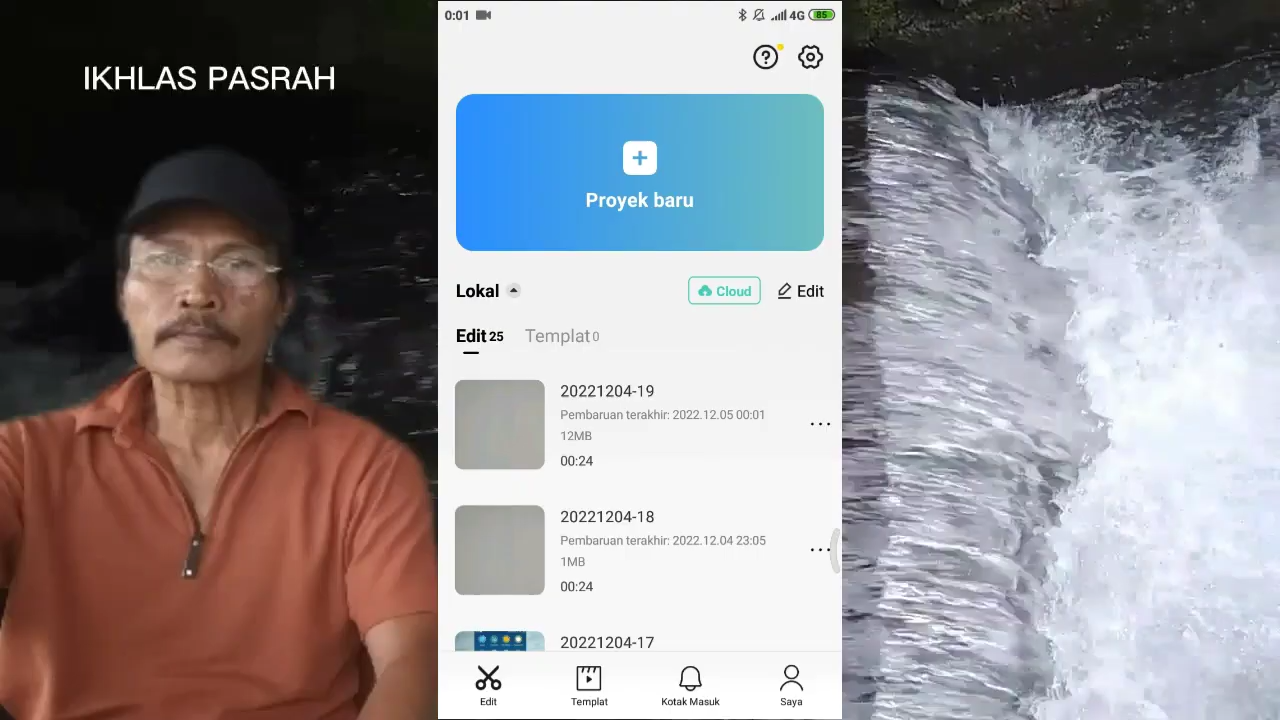 IKHLAS PASRAH
0:01
4G
85
Proyek baru
Lokal
Cloud
Edit
Edit 25
Templat 0
20221204-19
Pembaruan terakhir: 2022.12.05 00:01
12MB
00:24
20221204-18
Pembaruan terakhir: 2022.12.04 23:05
1MB
00:24
20221204-17
Edit
Templat
Kotak Masuk
Saya